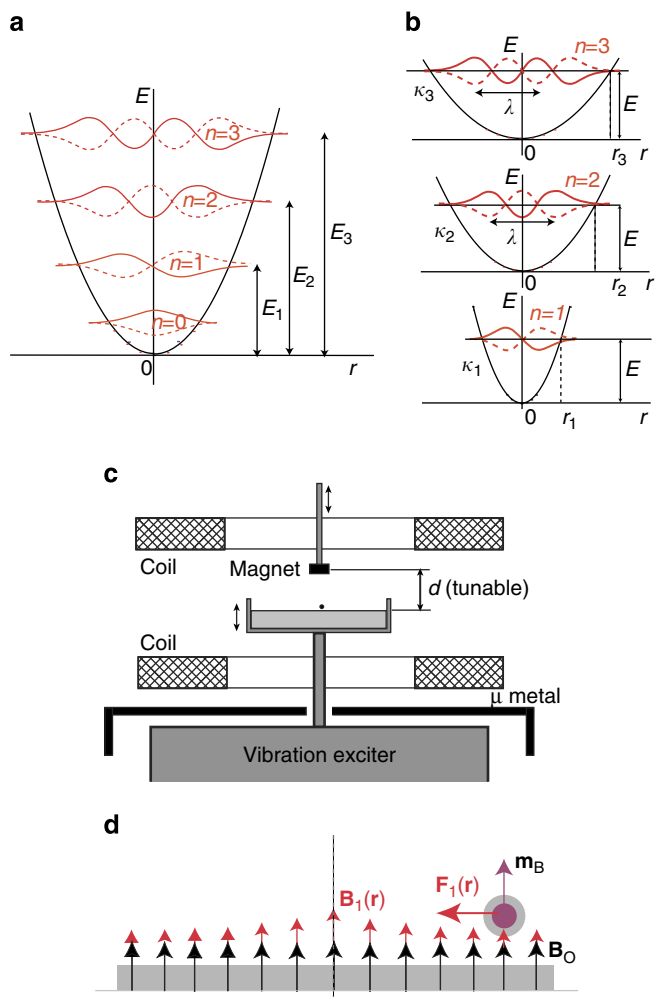 a
E
n=3
n=2
n=1
n=0
E3
E2
E1
0
r
b
E
n=3
κ3
λ
E
0
r3
r
E
n=2
κ2
λ
E
0
r2
r
E
n=1
κ1
E
0
r1
r
c
Coil
Magnet
d (tunable)
Coil
μ metal
Vibration exciter
d
mB
B1(r)
F1(r)
BO